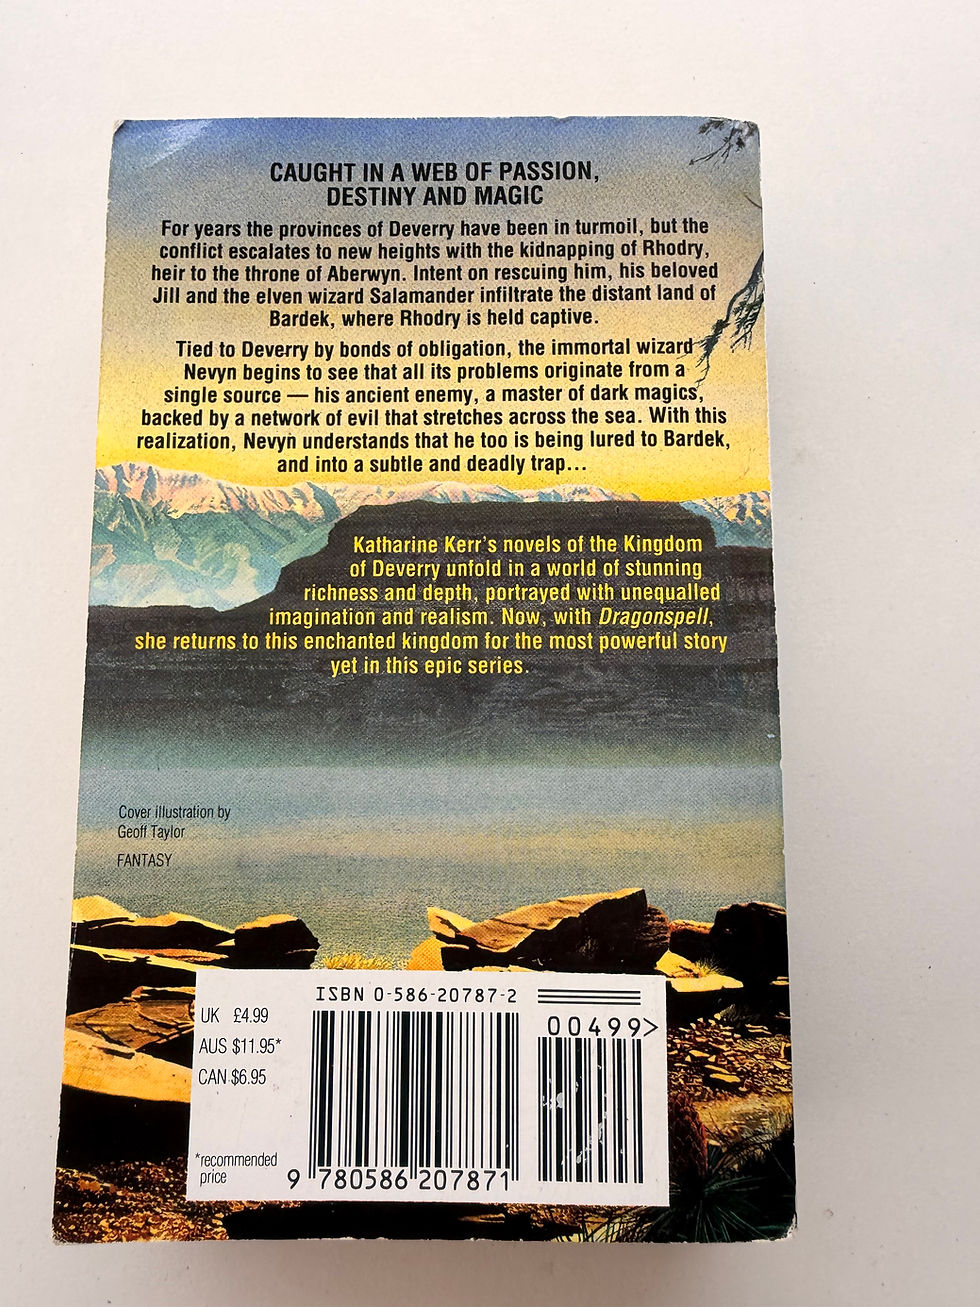 CAUGHT IN A WEB OF PASSION,
DESTINY AND MAGIC
For years the provinces of Deverry have been in turmoil, but the
conflict escalates to new heights with the kidnapping of Rhodry,
heir to the throne of Aberwyn. Intent on rescuing him, his beloved
Jill and the elven wizard Salamander infiltrate the distant land of
Bardek, where Rhodry is held captive.
Tied to Deverry by bonds of obligation, the immortal wizard
Nevyn begins to see that all its problems originate from a
single source — his ancient enemy, a master of dark magics,
backed by a network of evil that stretches across the sea. With this
realization, Nevyn understands that he too is being lured to Bardek,
and into a subtle and deadly trap...
Katharine Kerr's novels of the Kingdom
of Deverry unfold in a world of stunning
richness and depth, portrayed with unequalled
imagination and realism. Now, with Dragonspell,
she returns to this enchanted kingdom for the most powerful story
yet in this epic series.
Cover illustration by
Geoff Taylor
FANTASY
ISBN 0-586-20787-2
UK £4.99
AUS $11.95*
CAN $6.95
*recommended
price
00499>
9 780586 207871